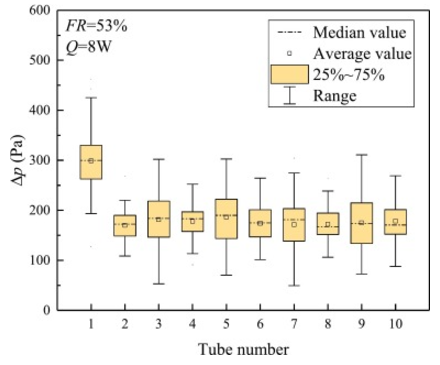 600
500
400
300
200
100
0
Δp (Pa)
FR=53%
Q=8W
Median value
Average value
25%~75%
Range
1 2 3 4 5 6 7 8 9 10
Tube number